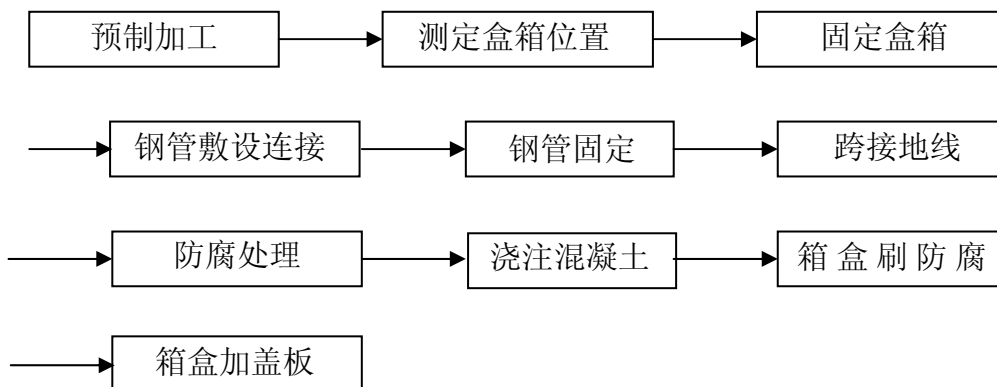 预制加工 测定盒箱位置 固定盒箱
钢管敷设连接 钢管固定 跨接地线
防腐处理 浇注混凝土 箱盒刷防腐
箱盒加盖板